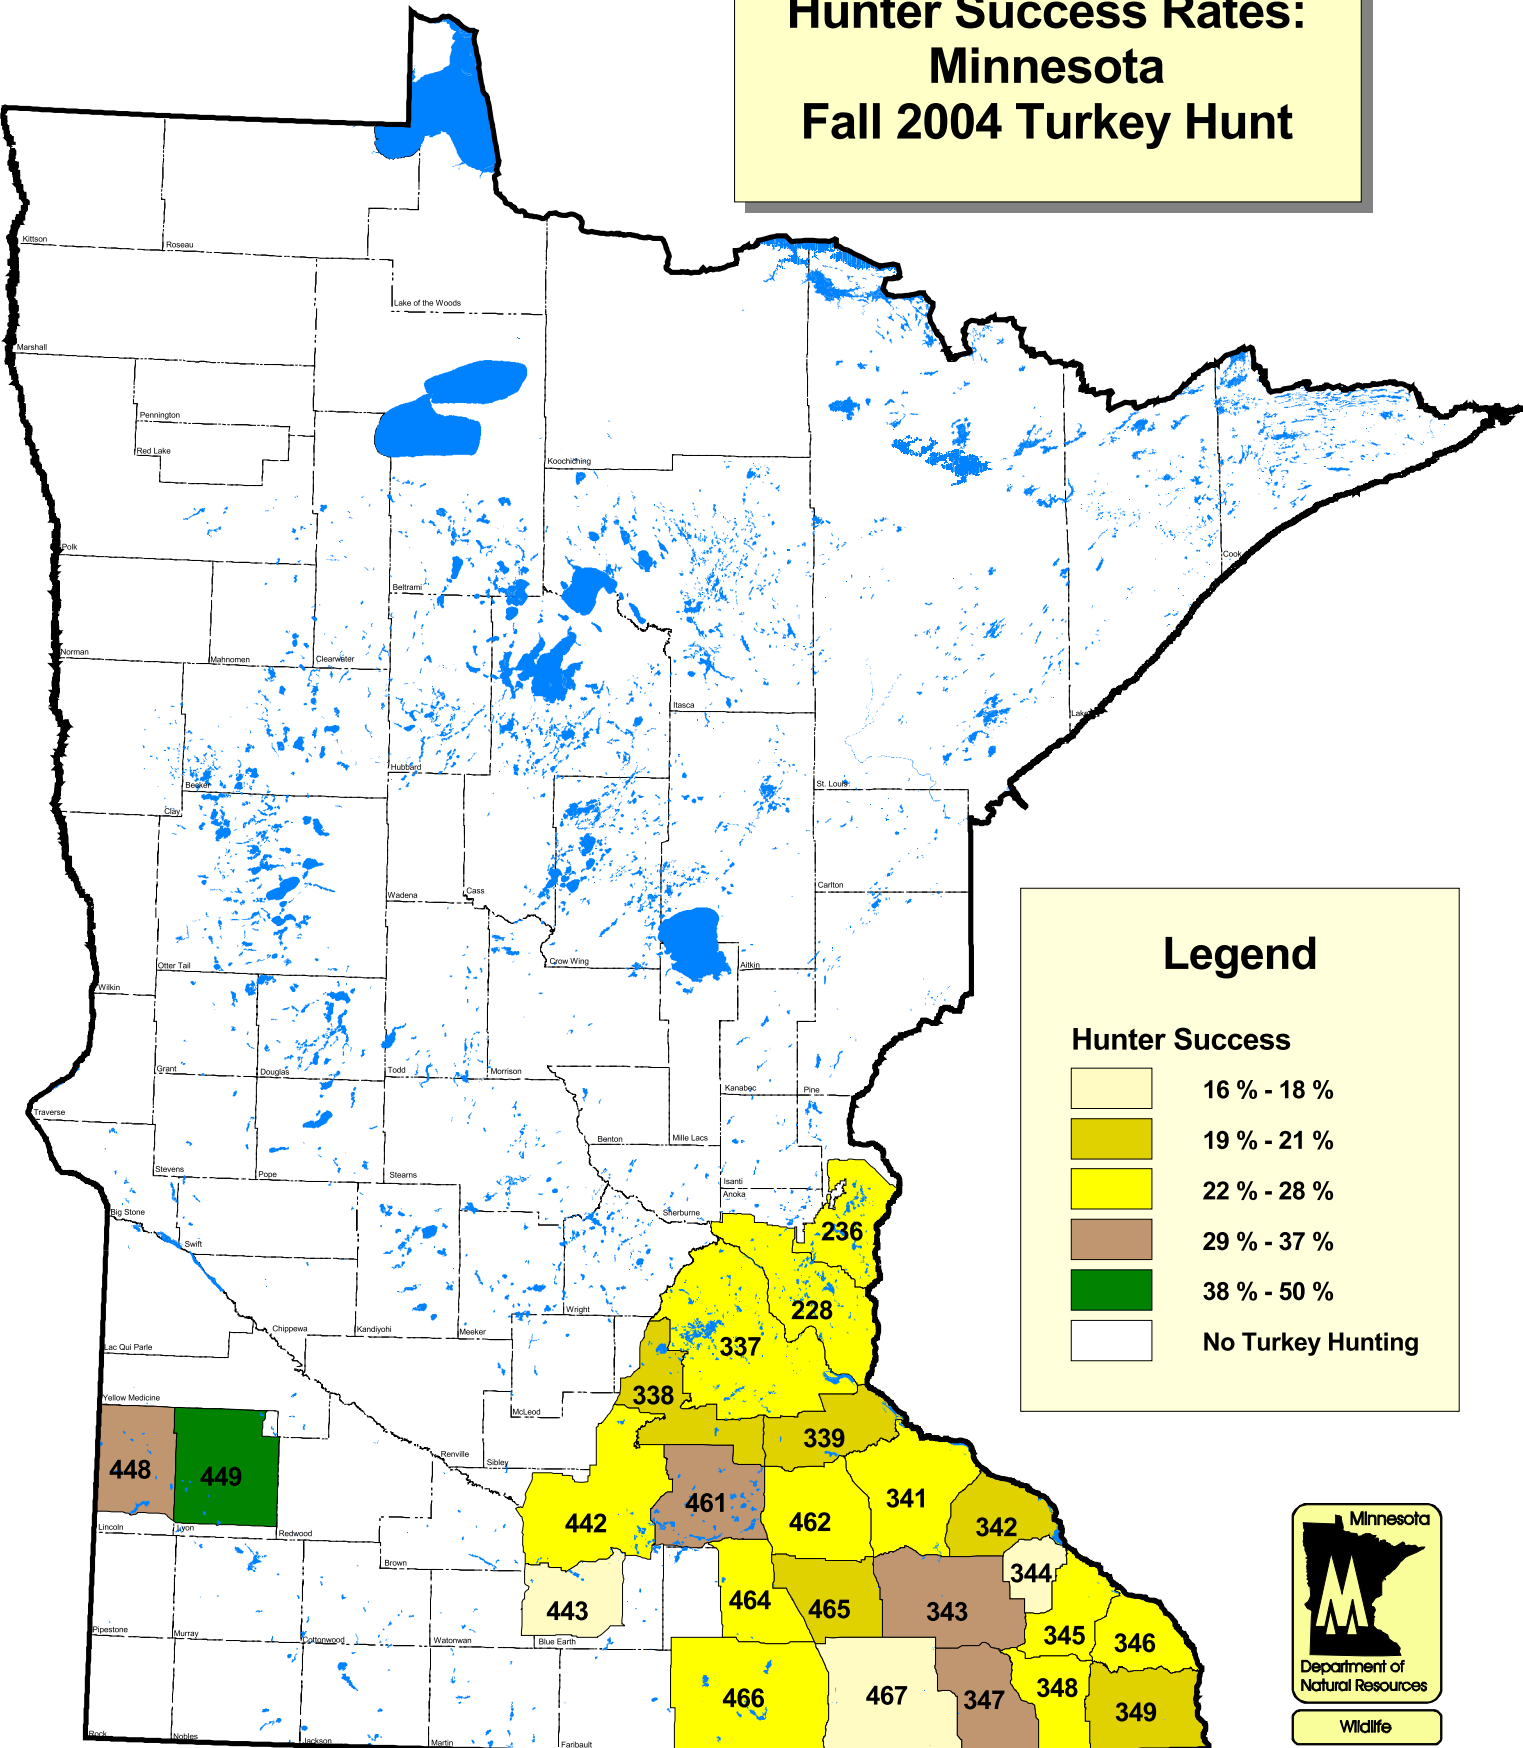 Hunter Success Rates:
Minnesota
Fall 2004 Turkey Hunt
Kittson
Roseau
Lake of the Woods
Marshall
Pennington
Red Lake
Koochiching
Polk
Cook
Beltrami
Norman
Mahnomen
Clearwater
Itasca
Lake
Hubbard
Becker
St. Louis
Clay
Wadena
Cass
Carlton
Otter Tail
Crow Wing
Aitkin
Wilkin
Grant
Douglas
Todd
Morrison
Kanabec
Pine
Traverse
Benton
Mille Lacs
Stevens
Pope
Stearns
Isanti
Anoka
Big Stone
Sherburne
Swift
Wright
Chippewa
Kandiyohi
Meeker
Lac Qui Parle
Yellow Medicine
McLeod
Renville
Sibley
Lincoln
Lyon
Redwood
Brown
Pipestone
Murray
Cottonwood
Watonwan
Blue Earth
Rock
Nobles
Jackson
Martin
Faribault
236
228
337
338
339
448
449
461
341
442
462
342
344
464
465
343
443
345
346
466
467
347
348
349
Legend
Hunter Success
16 % - 18 %
19 % - 21 %
22 % - 28 %
29 % - 37 %
38 % - 50 %
No Turkey Hunting
Minnesota
Department of
Natural Resources
Wildlife